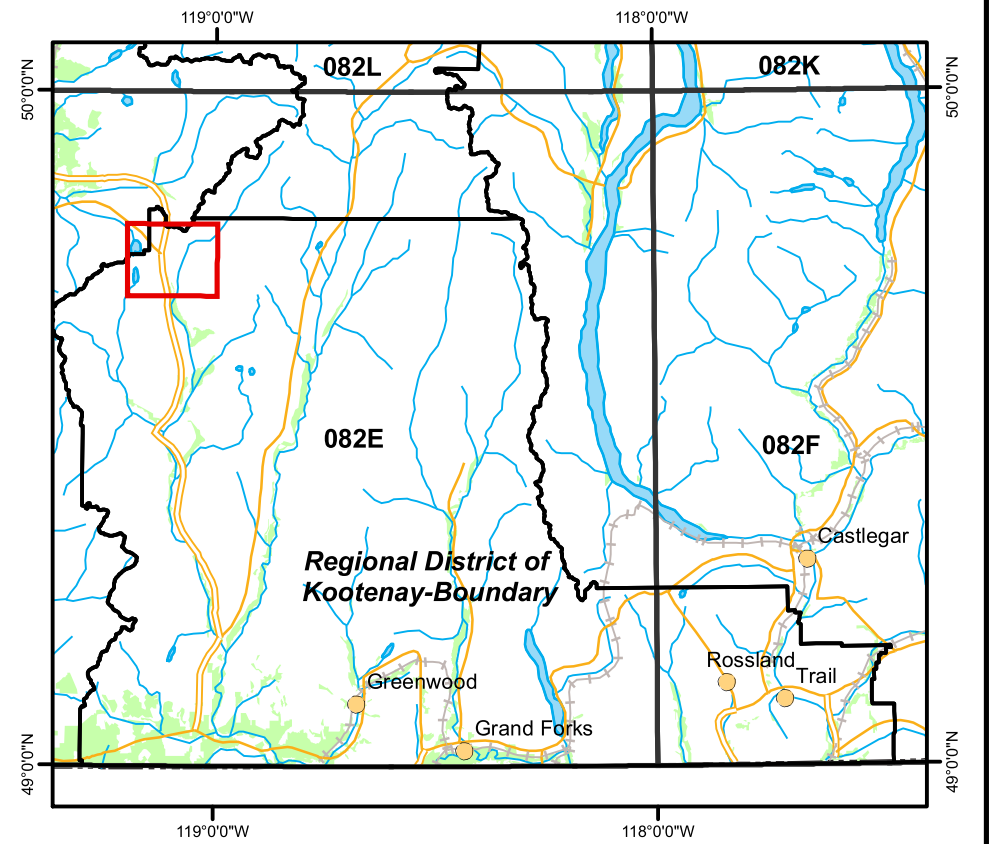 119°0'0"W
118°0'0"W
082L
082K
50°0'0"N
50°0'0"N
082E
082F
Castlegar
Regional District of
Kootenay-Boundary
Rossland
Trail
Greenwood
Grand Forks
49°0'0"N
49°0'0"N
119°0'0"W
118°0'0"W